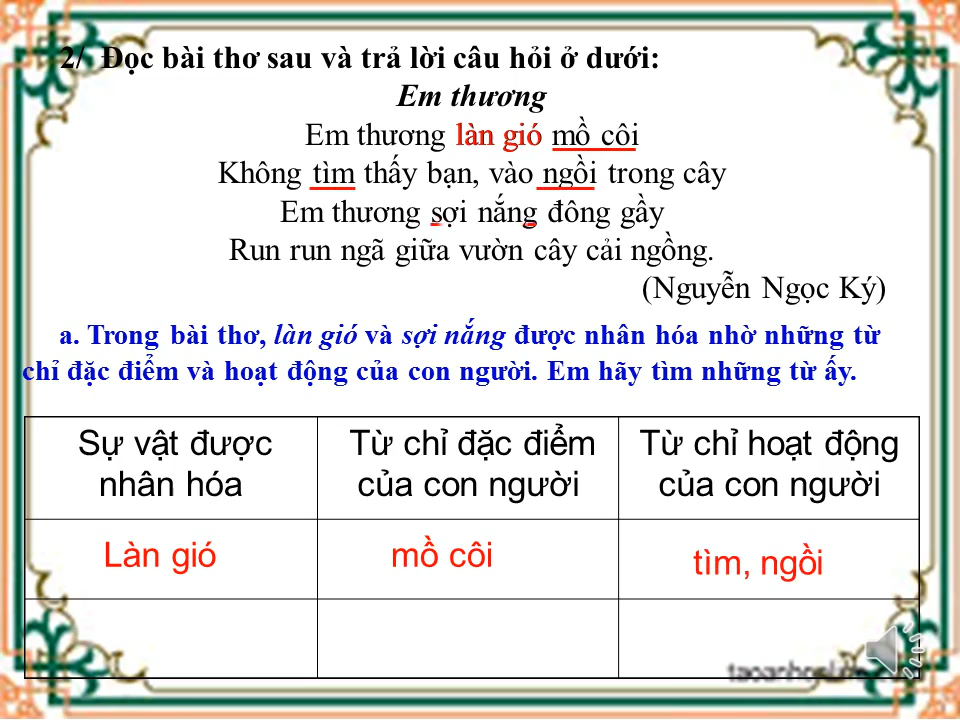 2/ Đọc bài thơ sau và trả lời câu hỏi ở dưới:
Em thương
Em thương làn gió mồ côi
Không tìm thấy bạn, vào ngồi trong cây
Em thương sợi nắng đông gầy
Run run ngã giữa vườn cây cải ngồng.
(Nguyễn Ngọc Ký)
a. Trong bài thơ, làn gió và sợi nắng được nhân hóa nhờ những từ
chỉ đặc điểm và hoạt động của con người. Em hãy tìm những từ ấy.
Sự vật được
nhân hóa
Từ chỉ đặc điểm
của con người
Từ chỉ hoạt động
của con người
Làn gió
mồ côi
tìm, ngồi